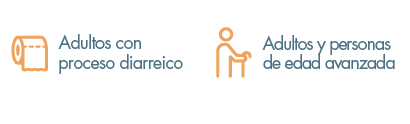 Adultos con
proceso diarreico
Adultos y personas
de edad avanzada